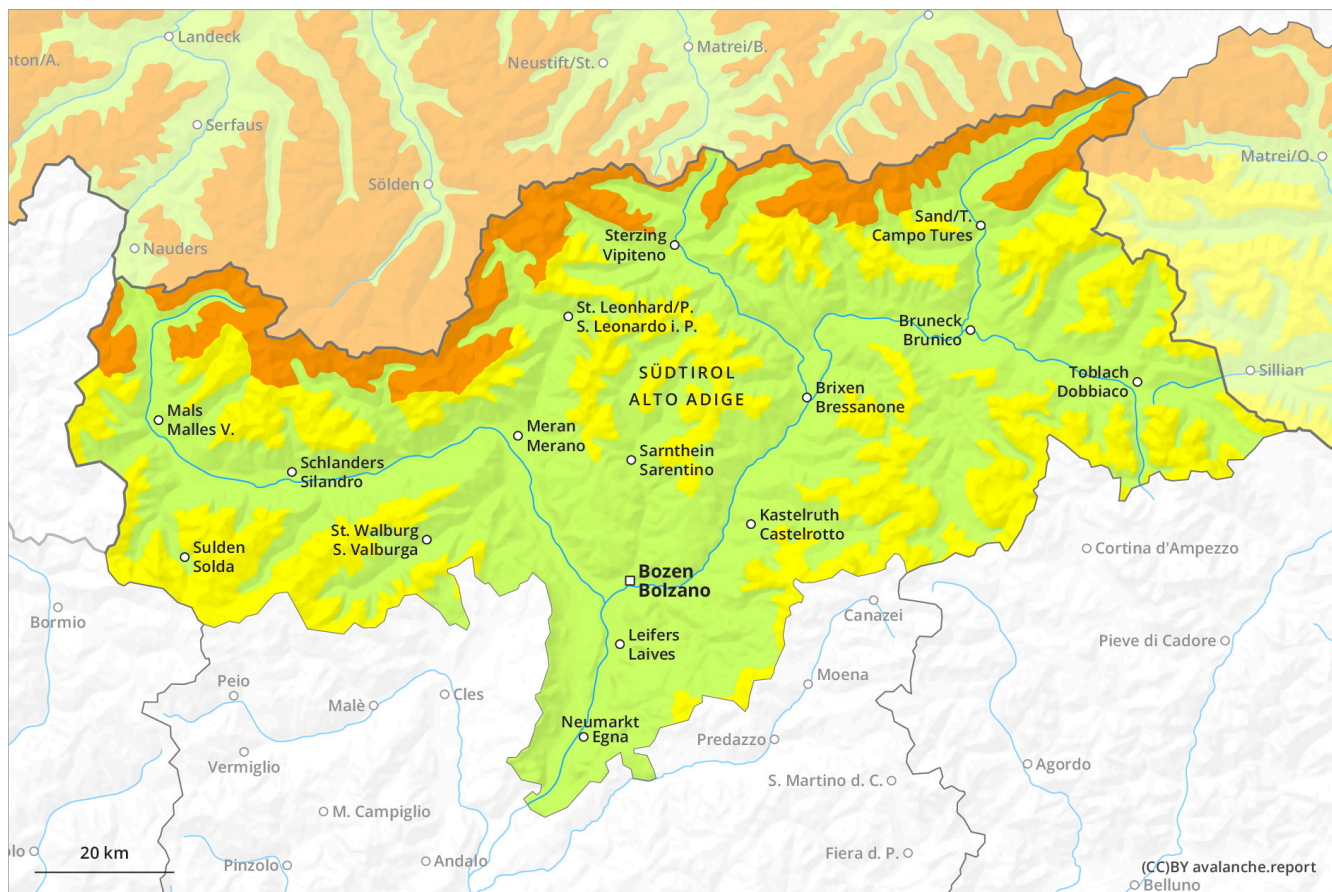 Landeck
Matrei/B.
nton/A.
Neustift/St.
Serfaus
Matrei/O.
Sölden
Sand/T.
Campo Tures
Sterzing
Vipiteno
Nauders
St. Leonhard/P.
S. Leonardo i. P.
Bruneck
Brunico
SÜDTIROL
ALTO ADIGE
Toblach
Dobbiaco
Sillian
Brixen
Bressanone
Mals
Malles V.
Meran
Merano
Schlanders
Silandro
Sarnthein
Sarentino
Kastelruth
Castelrotto
St. Walburg
S. Valburga
Sulden
Solda
Cortina d'Ampezzo
Bozen
Bolzano
Bormio
Canazei
Leifers
Laives
Pieve di Cadore
Peio
Moena
Malè
Cles
Neumarkt
Egna
Predazzo
Vermiglio
Agordo
S. Martino d. C.
M. Campiglio
lo
20 km
Pinzolo
Andalo
Fiera d. P.
(CC)BY avalanche.report
Belluno